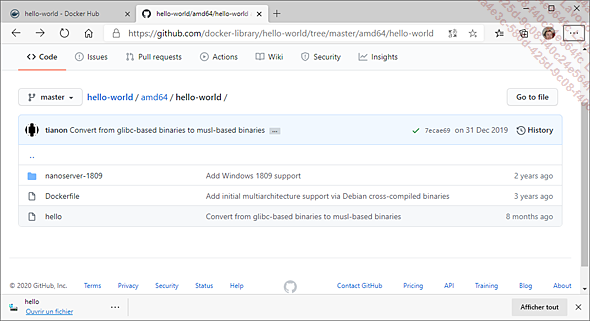 hello-world - Docker Hub
hello-world/amd64/hello-world
https://github.com/docker-library/hello-world/tree/master/amd64/hello-world
Code Issues Pull requests Actions Wiki Security Insights
master hello-world / amd64 / hello-world / Go to file
tianon Convert from glibc-based binaries to musl-based binaries ... 7ecae69 on 31 Dec 2019 History
..
nanoserver-1809 Add Windows 1809 support 2 years ago
Dockerfile Add initial multiarchitecture support via Debian cross-compiled binaries 3 years ago
hello Convert from glibc-based binaries to musl-based binaries 8 months ago
© 2020 GitHub, Inc. Terms Privacy Security Status Help Contact GitHub Pricing API Training Blog About
hello
Ouvrir un fichier
Afficher tout